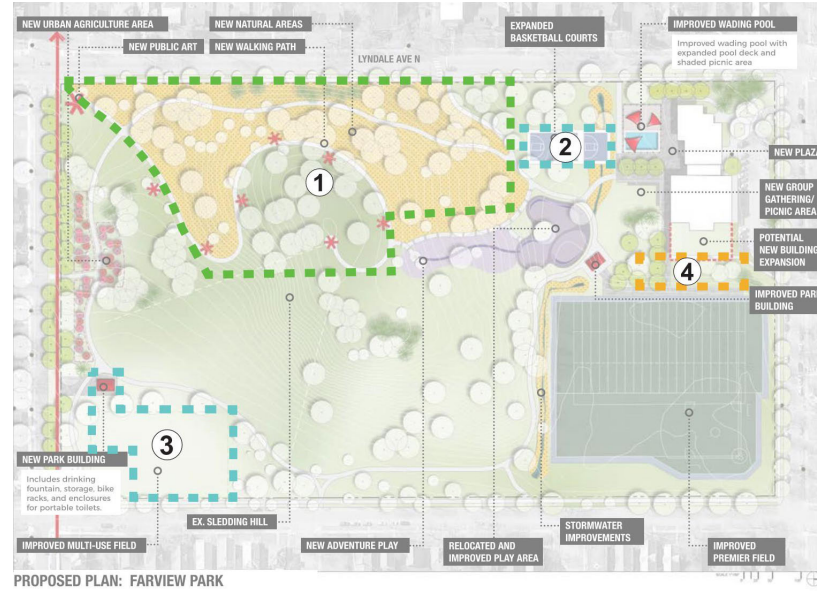 NEW URBAN AGRICULTURE AREA
NEW PUBLIC ART
NEW NATURAL AREAS
NEW WALKING PATH
LYNDALE AVE N
EXPANDED
BASKETBALL COURTS
IMPROVED WADING POOL
Improved wading pool with
expanded pool deck and
shaded picnic area
1
2
NEW PLAZA
NEW GROUP
GATHERING/
PICNIC AREA
POTENTIAL
NEW BUILDING
EXPANSION
4
IMPROVED PAR
BUILDING
3
NEW PARK BUILDING
Includes drinking
fountain, storage, bike
racks, and enclosures
for portable toilets.
EX. SLEDDING HILL
STORMWATER
IMPROVEMENTS
IMPROVED MULTI-USE FIELD
NEW ADVENTURE PLAY
RELOCATED AND
IMPROVED PLAY AREA
IMPROVED
PREMIER FIELD
PROPOSED PLAN: FARVIEW PARK